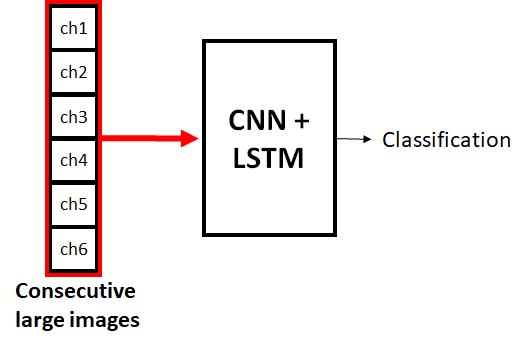 ch1
ch2
ch3
ch4
ch5
ch6
Consecutive
large images
CNN +
LSTM
Classification